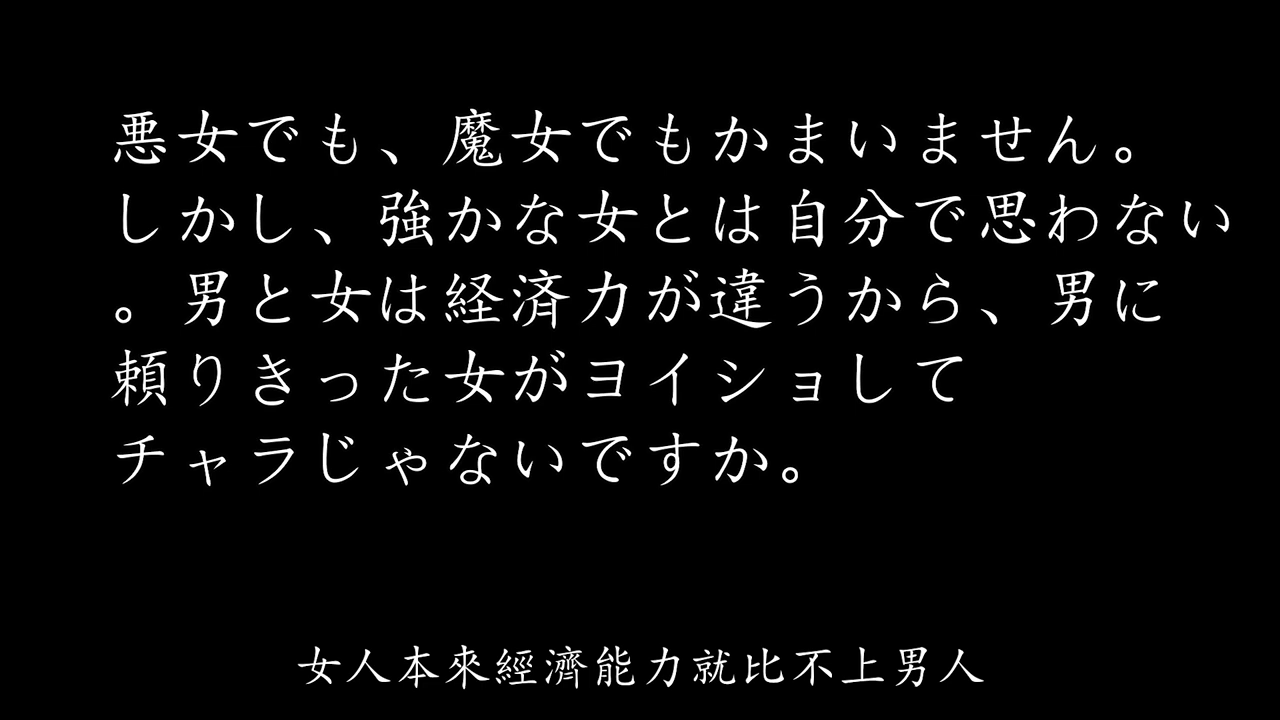 悪女でも、魔女でもかまいません。
しかし、強かな女とは自分で思わない
。男と女は経済力が違うから、男に
頼りきった女がヨイショして
チャラじゃないですか。
女人本來經濟能力就比不上男人